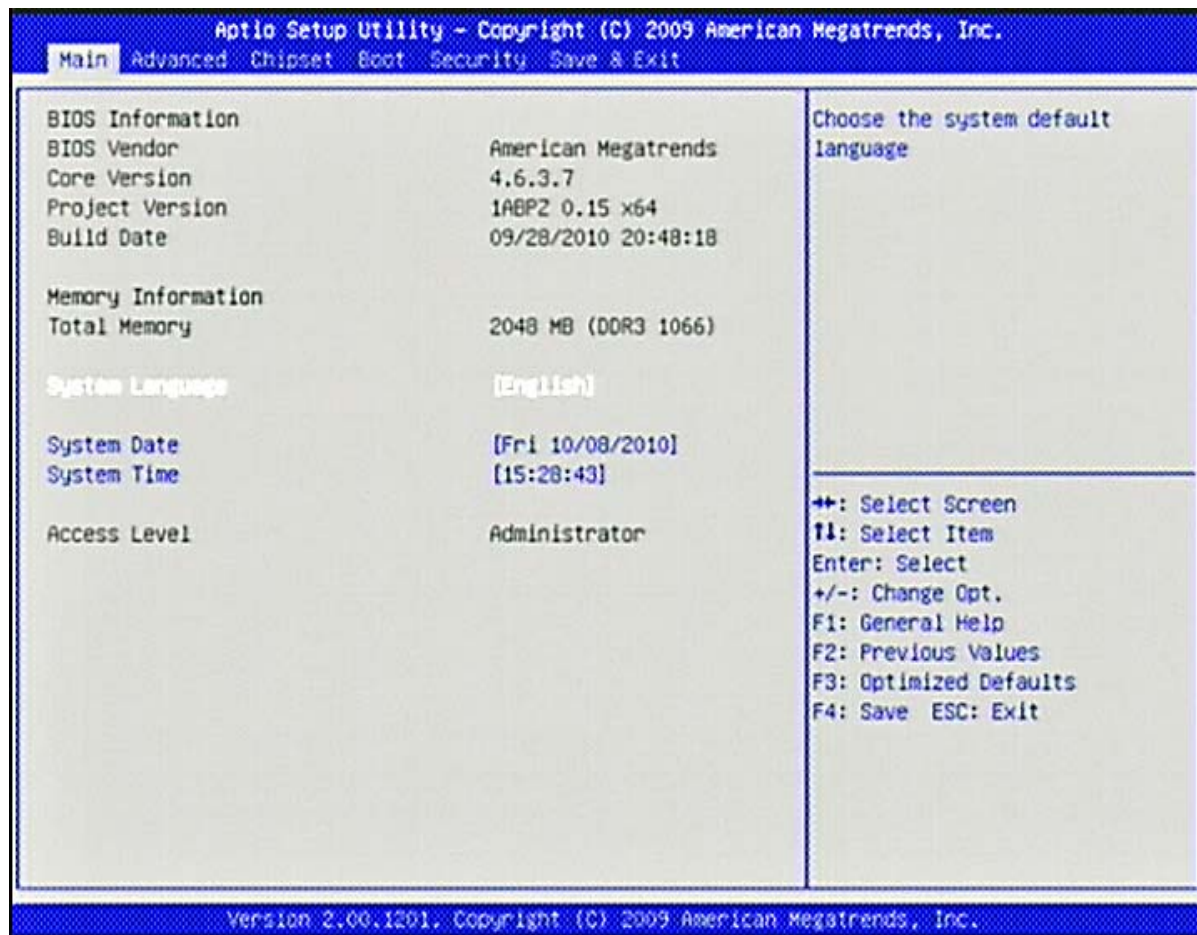 Aptio Setup Utility - Copyright (C) 2009 American Megatrends, Inc.
Main Advanced Chipset Boot Security Save & Exit
BIOS Information
BIOS Vendor American Megatrends
Core Version 4.6.3.7
Project Version 1ABPZ 0.15 x64
Build Date 09/28/2010 20:48:18
Memory Information
Total Memory 2048 MB (DDR3 1066)
System Language [English]
System Date [Fri 10/08/2010]
System Time [15:28:43]
Access Level Administrator
Choose the system default
language
→←: Select Screen
↑↓: Select Item
Enter: Select
+/-: Change Opt.
F1: General Help
F2: Previous Values
F3: Optimized Defaults
F4: Save ESC: Exit
Version 2.00.1201. Copyright (C) 2009 American Megatrends, Inc.